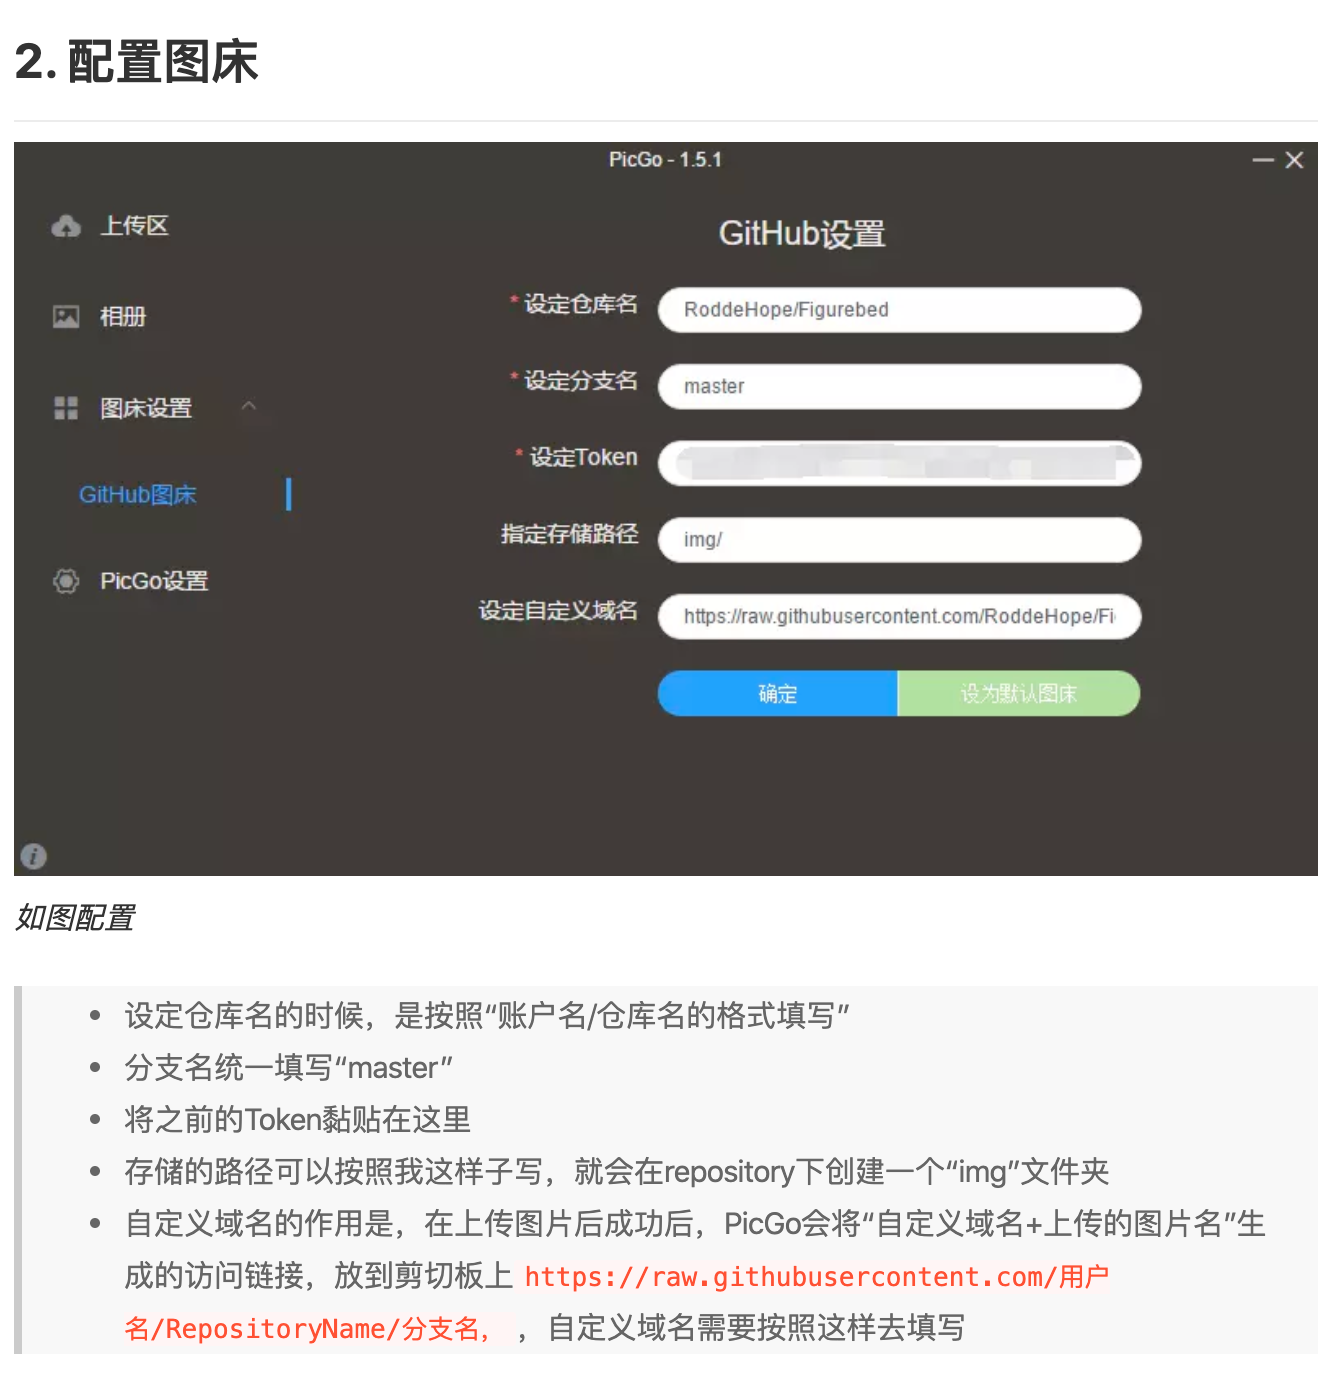 2. 配置图床
PicGo - 1.5.1
上传区
相册
图床设置
GitHub图床
PicGo设置
GitHub设置
* 设定仓库名 RoddeHope/Figurebed
* 设定分支名 master
* 设定Token
指定存储路径 img/
设定自定义域名 https://raw.githubusercontent.com/RoddeHope/Fi
确定 设为默认图床
如图配置
• 设定仓库名的时候，是按照“账户名/仓库名的格式填写”
• 分支名统一填写“master”
• 将之前的Token黏贴在这里
• 存储的路径可以按照我这样子写，就会在repository下创建一个“img”文件夹
• 自定义域名的作用是，在上传图片后成功后，PicGo会将“自定义域名+上传的图片名”生
成的访问链接，放到剪切板上 https://raw.githubusercontent.com/用户
名/RepositoryName/分支名， ，自定义域名需要按照这样去填写